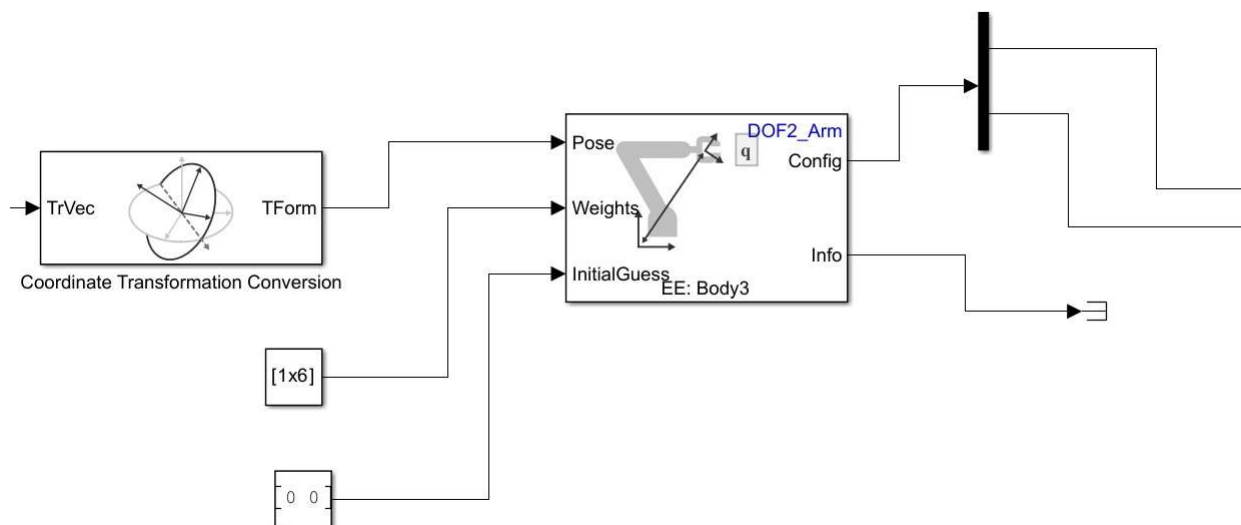 TrVec
TForm
Coordinate Transformation Conversion
Pose
Weights
InitialGuess
DOF2_Arm
q
Config
Info
EE: Body3
[1x6]
0 0